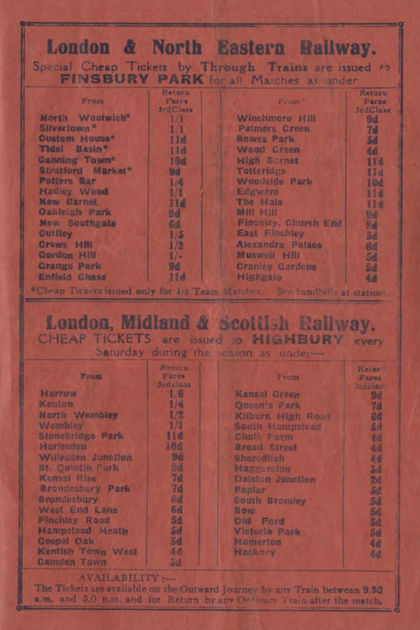 London & North Eastern Railway.
Special Cheap Tickets by Through Trains are issued to
FINSBURY PARK for all Matches as under
From Return Fares 3rd Class From Return Fares 3rd Class
North Woolwich* 1/1 Winchmore Hill 9d
Silvertown* 1/1 Palmers Green 7d
Custom House* 11d Bowes Park 5d
Tidal Basin* 11d Wood Green 4d
Canning Town* 10d High Barnet 11d
Stratford Market* 9d Totteridge 11d
Potters Bar 1/4 Woodside Park 10d
Hadley Wood 1/1 Edgware 11d
New Barnet 11d The Hale 11d
Oakleigh Park 9d Mill Hill 9d
New Southgate 6d Finchley, Church End 8d
Cuffley 1/5 East Finchley 5d
Crews Hill 1/2 Alexandra Palace 6d
Gordon Hill 1/- Muswell Hill 5d
Grange Park 9d Cranley Gardens 5d
Enfield Chase 11d Highgate 4d
*Cheap Tickets issued only for 1st Team Matches. See handbills at stations
London, Midland & Scottish Railway.
CHEAP TICKETS are issued to HIGHBURY every
Saturday during the season as under:—
From Return Fares 3rd class From Return Fares 3rd class
Harrow 1/6 Kensal Green 9d
Kenton 1/4 Queen's Park 7d
North Wembley 1/2 Kilburn High Road 6d
Wembley 1/1 South Hampstead 5d
Stonebridge Park 11d Chalk Farm 4d
Harlesden 10d Broad Street 4d
Willesden Junction 9d Shoreditch 4d
St. Quintin Park 9d Haggerston 3d
Kensal Rise 7d Dalston Junction 2d
Brondesbury Park 7d Poplar 5d
Brondesbury 6d South Bromley 5d
West End Lane 6d Bow 5d
Finchley Road 5d Old Ford 5d
Hampstead Heath 5d Victoria Park 5d
Gospel Oak 5d Homerton 4d
Kentish Town West 4d Hackney 4d
Camden Town 3d
AVAILABILITY:—
The Tickets are available on the Outward Journey by any Train between 9.30
a.m. and 3.0 p.m. and for Return by any Ordinary Train after the match.